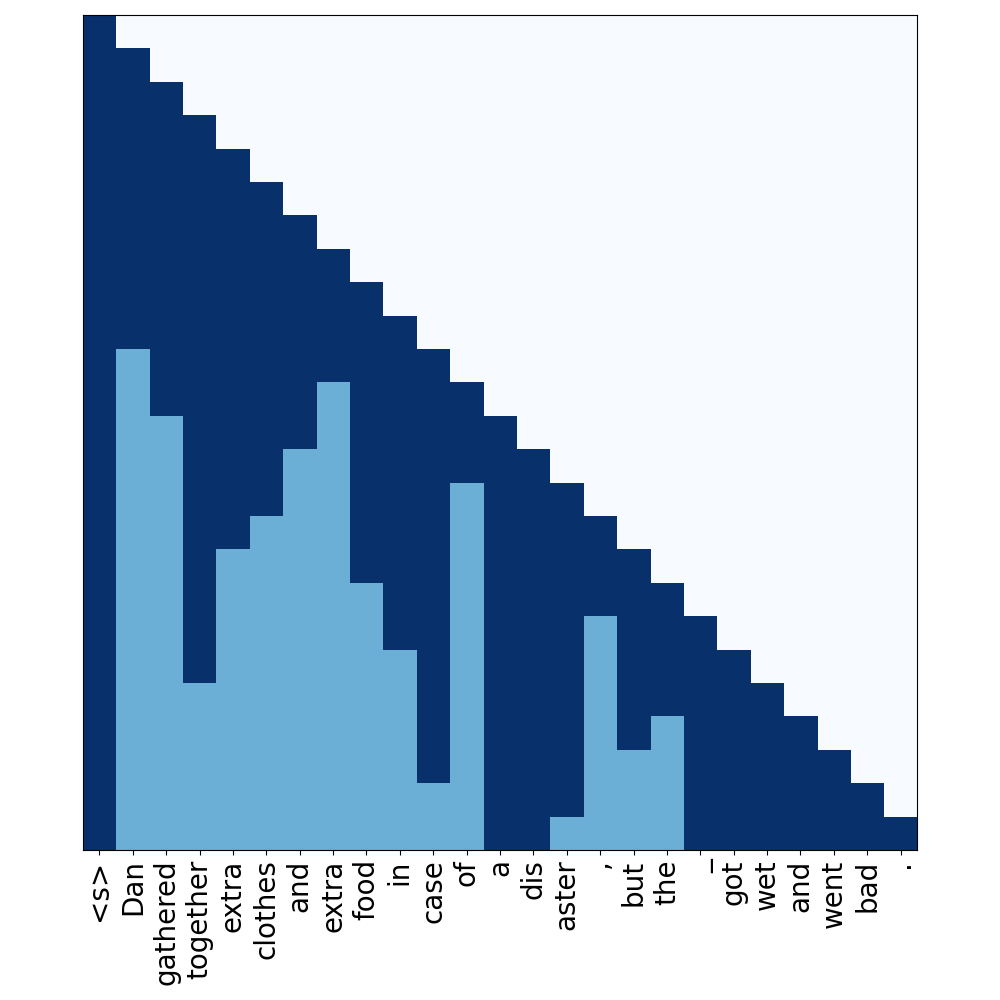 <s>
Dan
gathered
together
extra
clothes
and
extra
food
in
case
of
a
dis
aster
,
but
the
_
got
wet
and
went
bad
.